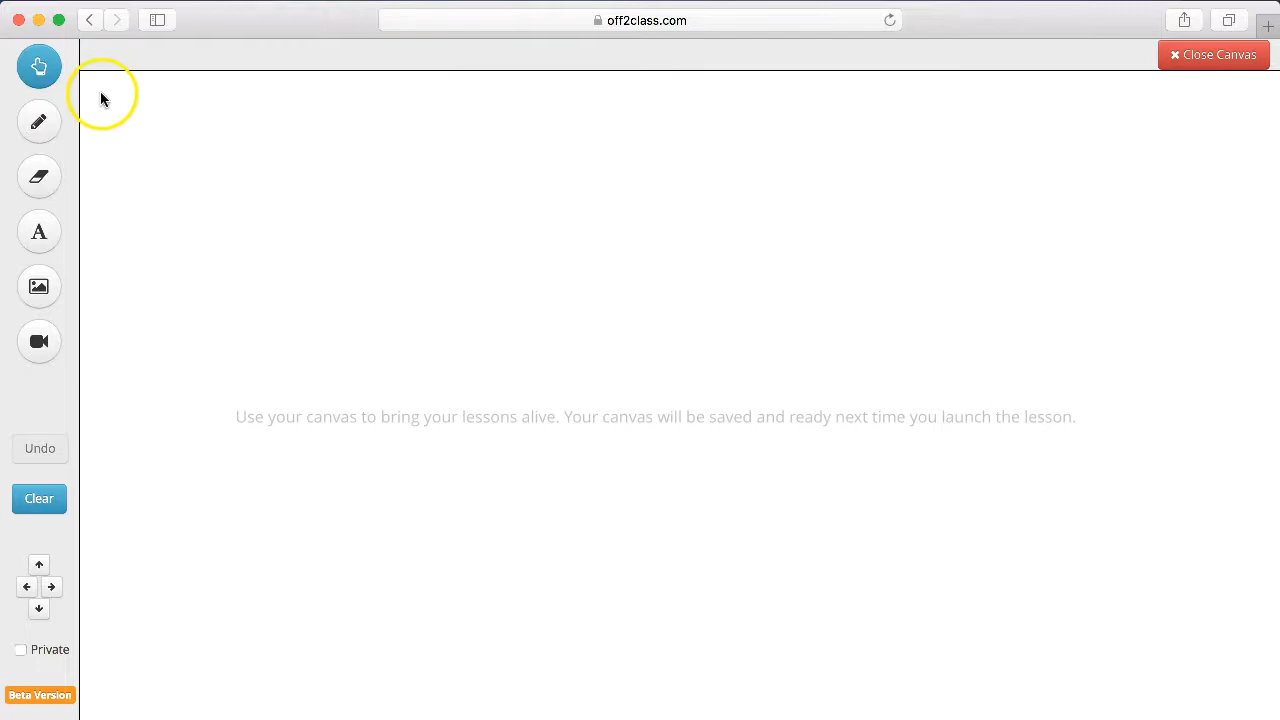 off2class.com
Close Canvas
A
Use your canvas to bring your lessons alive. Your canvas will be saved and ready next time you launch the lesson.
Undo
Clear
Private
Beta Version